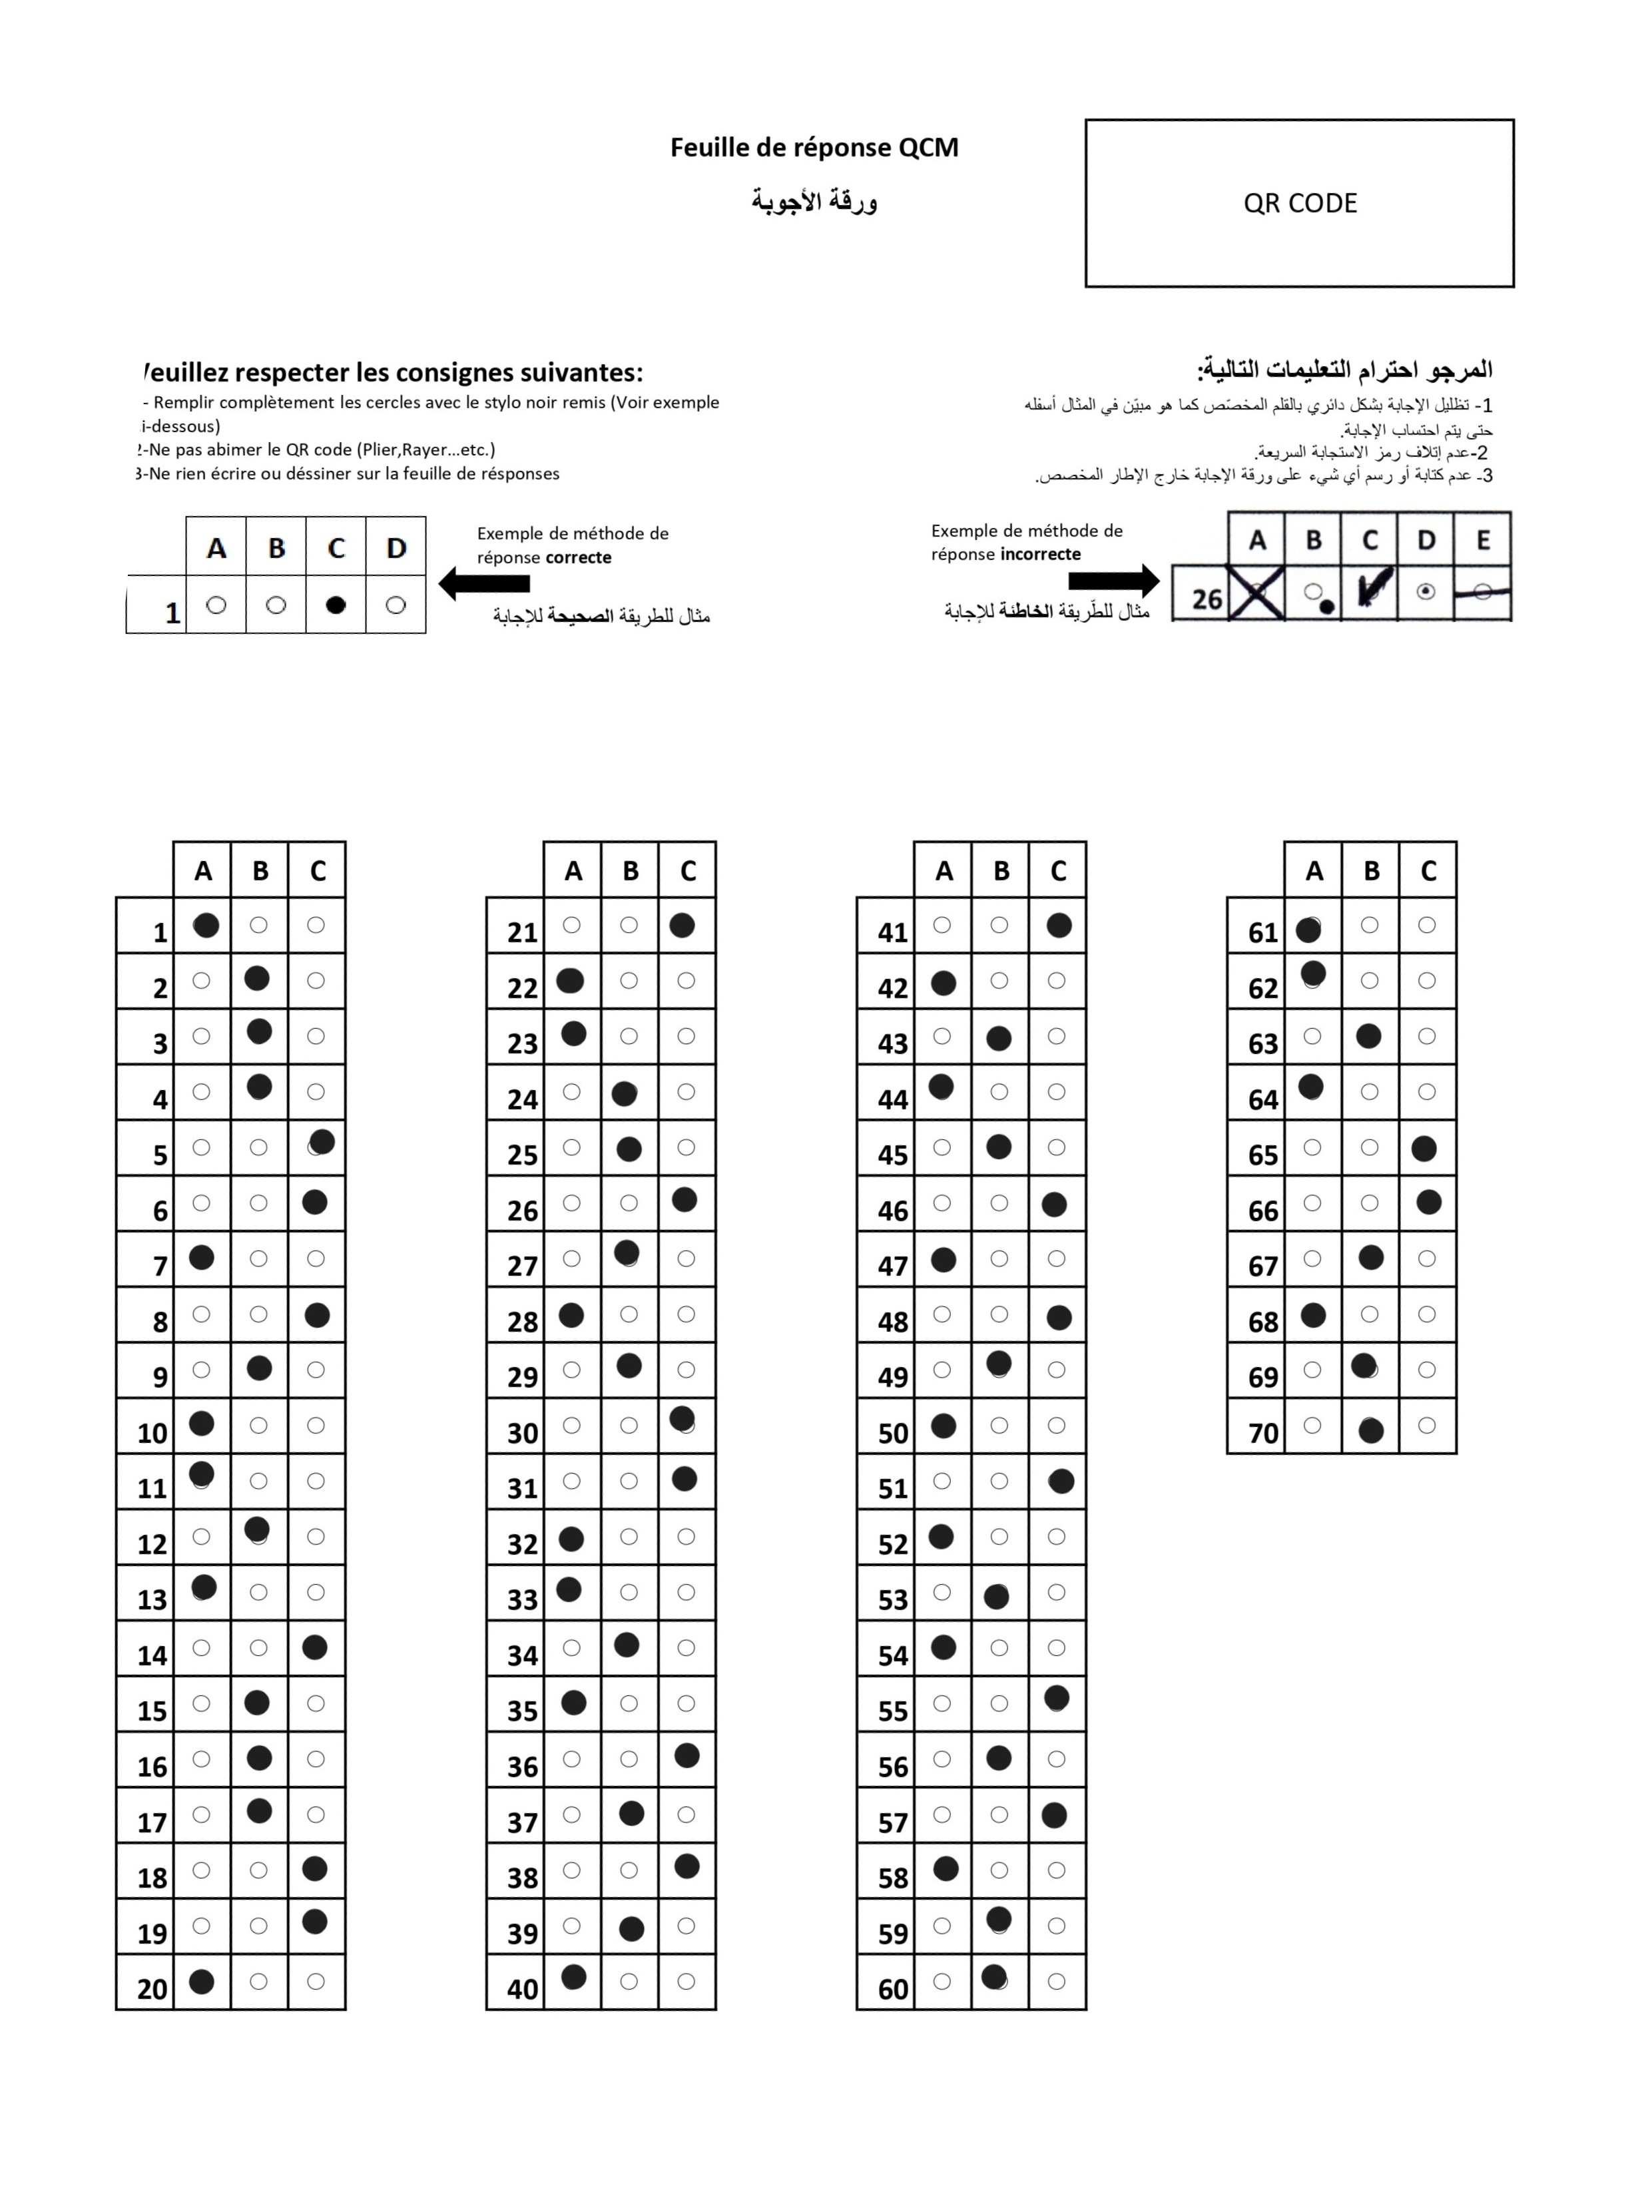 Feuille de réponse QCM
ورقة الأجوبة
QR CODE
/euillez respecter les consignes suivantes:
- Remplir complètement les cercles avec le stylo noir remis (Voir exemple
i-dessous)
2-Ne pas abimer le QR code (Plier,Rayer...etc.)
3-Ne rien écrire ou déssiner sur la feuille de résponses
المرجو احترام التعليمات التالية:
1- تظليل الإجابة بشكل دائري بالقلم المخصّص كما هو مبيّن في المثال أسفله
حتى يتم احتساب الإجابة.
2-عدم إتلاف رمز الاستجابة السريعة.
3- عدم كتابة أو رسم أي شيء على ورقة الإجابة خارج الإطار المخصص.
A B C D
1
Exemple de méthode de
réponse correcte
مثال للطريقة الصحيحة للإجابة
Exemple de méthode de
réponse incorrecte
مثال للطّريقة الخاطئة للإجابة
A B C D E
26
A B C
1
2
3
4
5
6
7
8
9
10
11
12
13
14
15
16
17
18
19
20
A B C
21
22
23
24
25
26
27
28
29
30
31
32
33
34
35
36
37
38
39
40
A B C
41
42
43
44
45
46
47
48
49
50
51
52
53
54
55
56
57
58
59
60
A B C
61
62
63
64
65
66
67
68
69
70